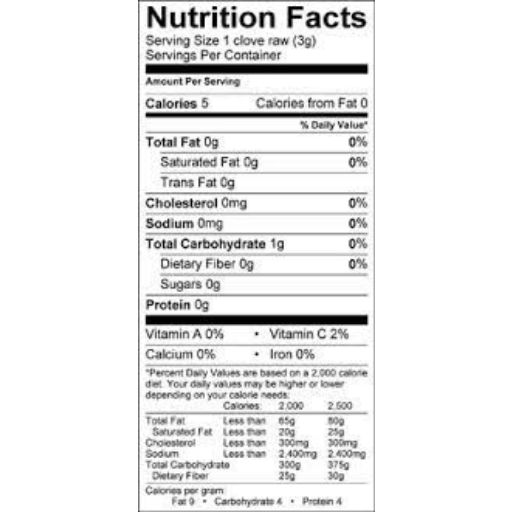 Nutrition Facts
Serving Size 1 clove raw (3g)
Servings Per Container
Amount Per Serving
Calories 5 Calories from Fat 0
% Daily Value*
Total Fat 0g 0%
Saturated Fat 0g 0%
Trans Fat 0g
Cholesterol 0mg 0%
Sodium 0mg 0%
Total Carbohydrate 1g 0%
Dietary Fiber 0g 0%
Sugars 0g
Protein 0g
Vitamin A 0% • Vitamin C 2%
Calcium 0% • Iron 0%
*Percent Daily Values are based on a 2,000 calorie
diet. Your daily values may be higher or lower
depending on your calorie needs:
Calories: 2,000 2,500
Total Fat Less than 65g 80g
Saturated Fat Less than 20g 25g
Cholesterol Less than 300mg 300mg
Sodium Less than 2,400mg 2,400mg
Total Carbohydrate 300g 375g
Dietary Fiber 25g 30g
Calories per gram:
Fat 9 • Carbohydrate 4 • Protein 4